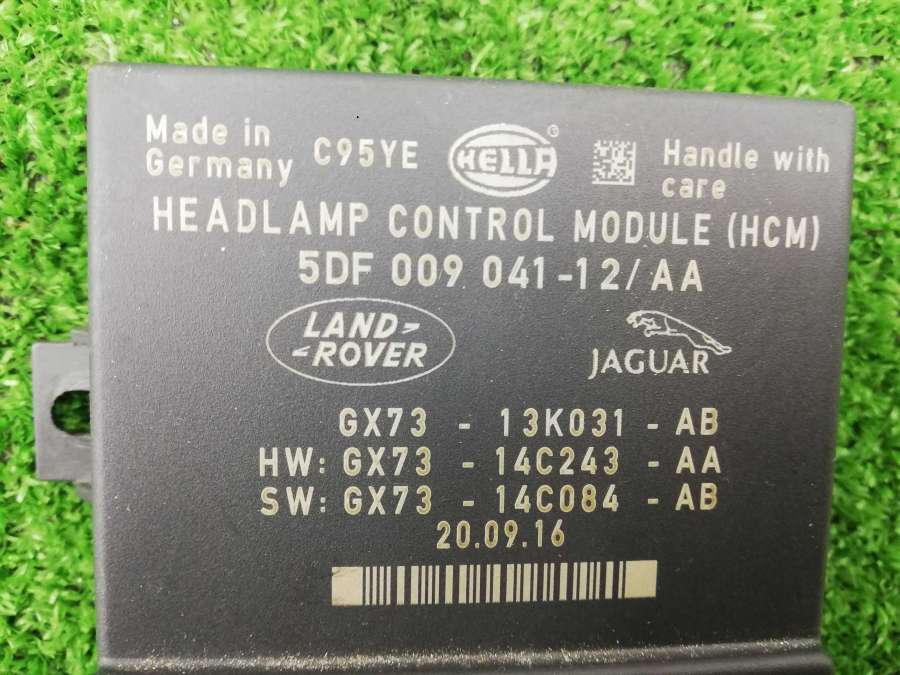 Made in Germany
C95YE
HELLA
®
Handle with care
HEADLAMP CONTROL MODULE (HCM)
5DF 009 041-12/AA
LAND-
-ROVER
JAGUAR
GX73 - 13K031 - AB
HW: GX73 - 14C243 - AA
SW: GX73 - 14C084 - AB
20.09.16